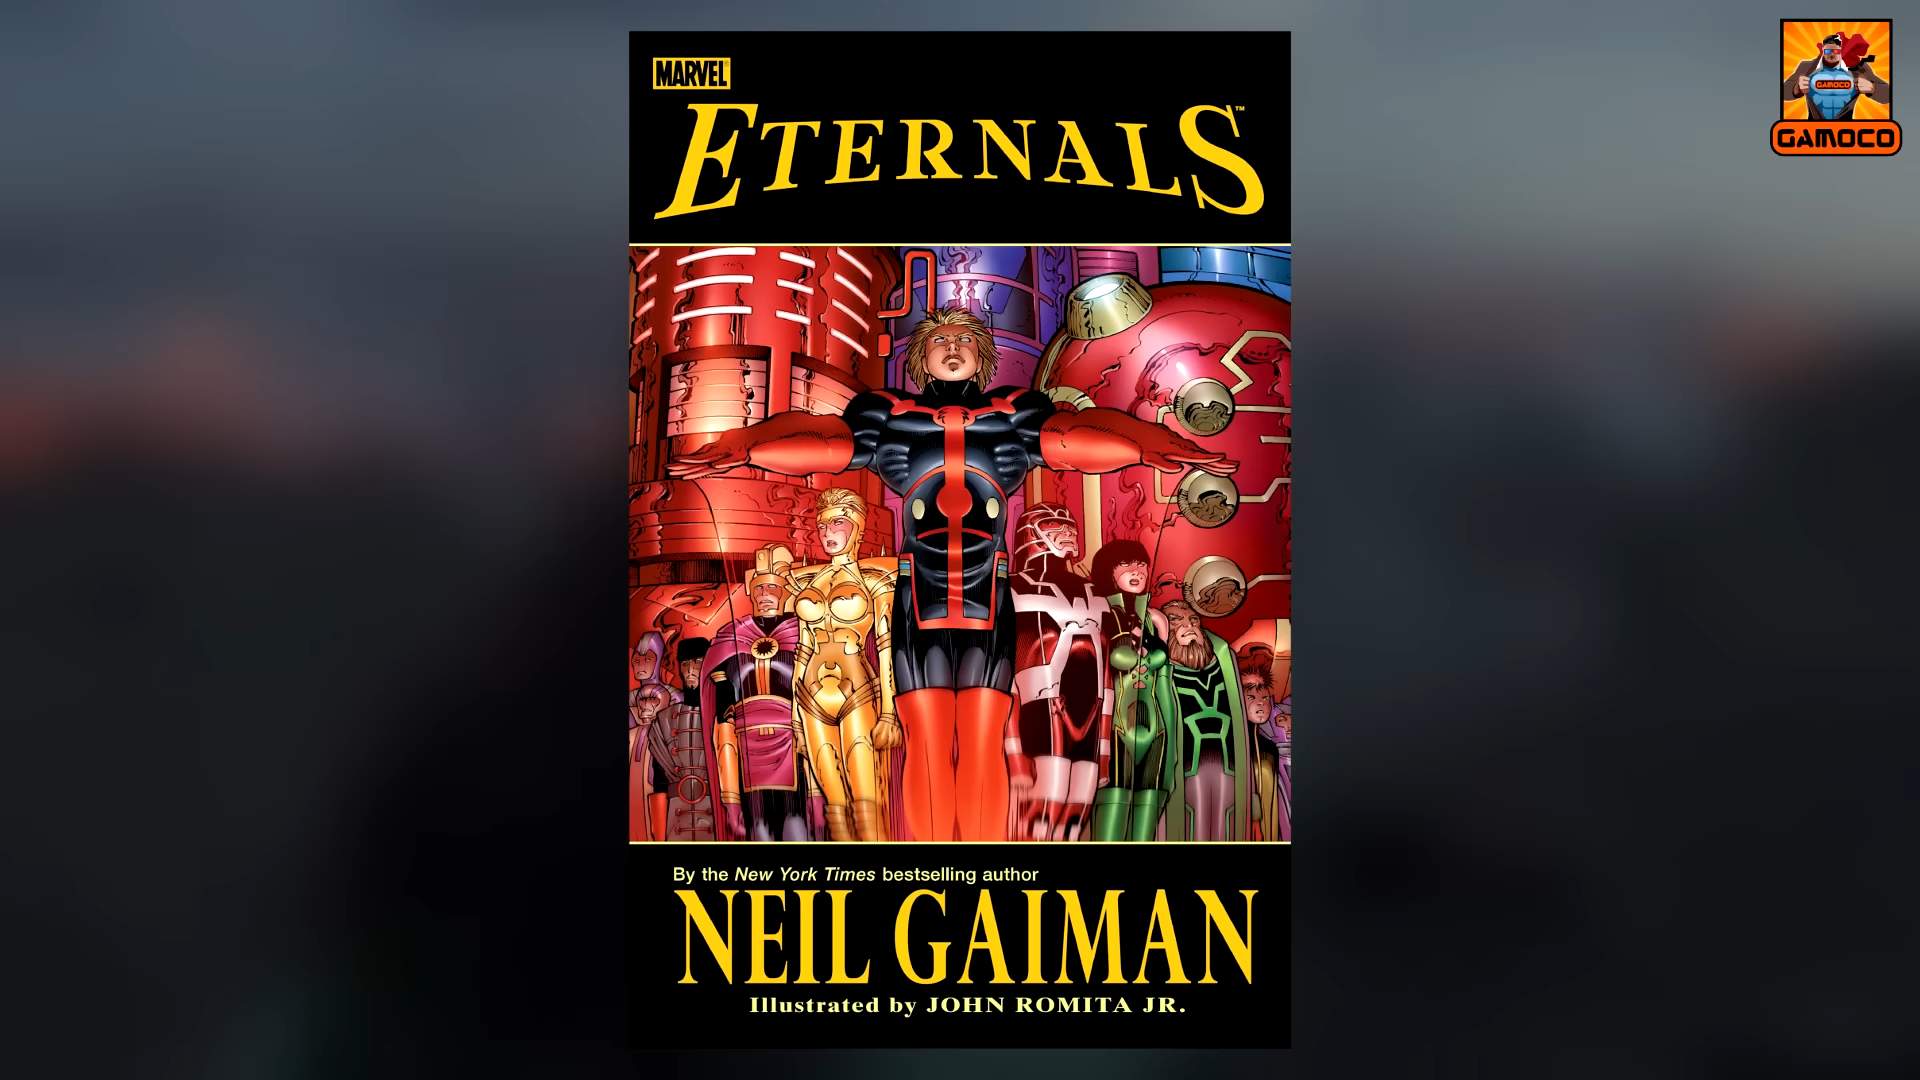 MARVEL
ETERNALS™
By the New York Times bestselling author
NEIL GAIMAN
Illustrated by JOHN ROMITA JR.
GAMOCO
GAMOCO